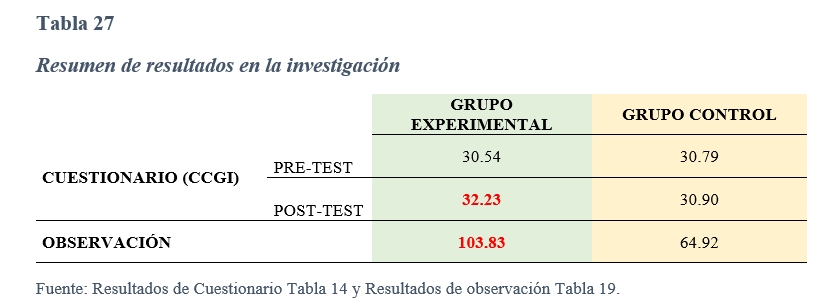 Tabla 27
Resumen de resultados en la investigación
GRUPO
EXPERIMENTAL
GRUPO CONTROL
CUESTIONARIO (CCGI)
PRE-TEST
30.54
30.79
POST-TEST
32.23
30.90
OBSERVACIÓN
103.83
64.92
Fuente: Resultados de Cuestionario Tabla 14 y Resultados de observación Tabla 19.